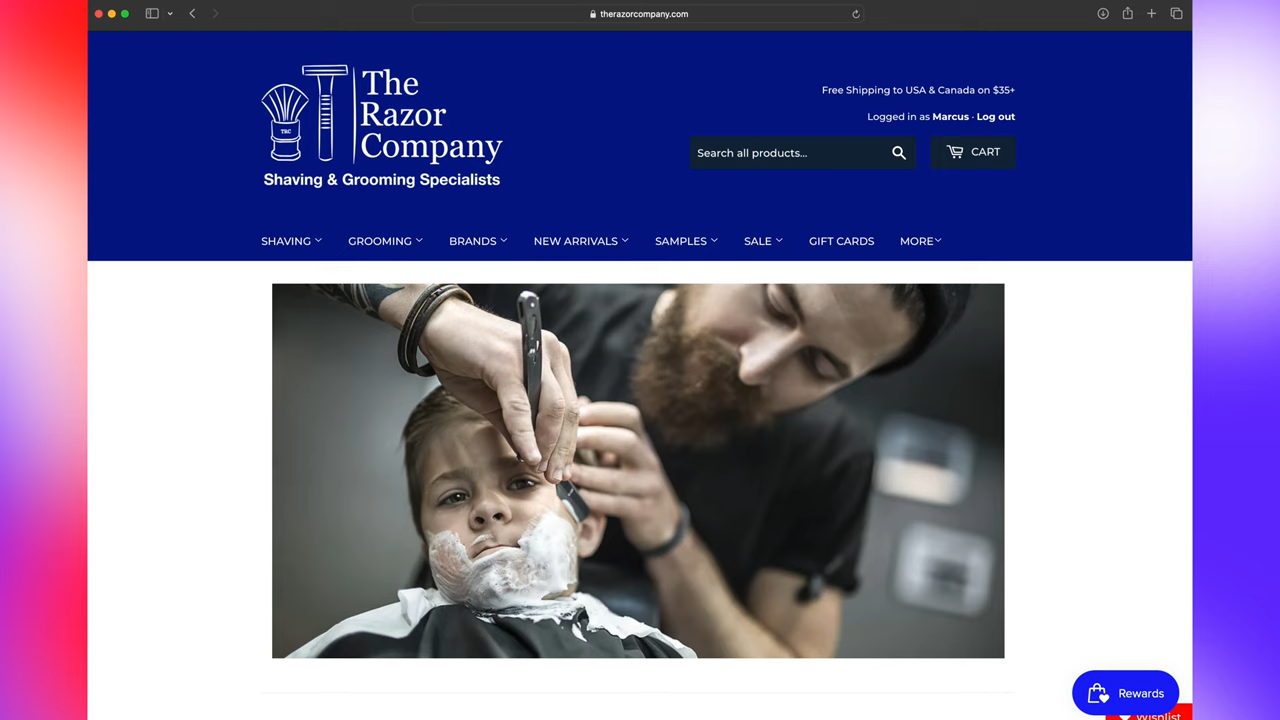 therazorcompany.com
The
Razor
Company
TRC
Shaving & Grooming Specialists
Free Shipping to USA & Canada on $35+
Logged in as Marcus · Log out
Search all products...
CART
SHAVING GROOMING BRANDS NEW ARRIVALS SAMPLES SALE GIFT CARDS MORE
Rewards
Wishlist